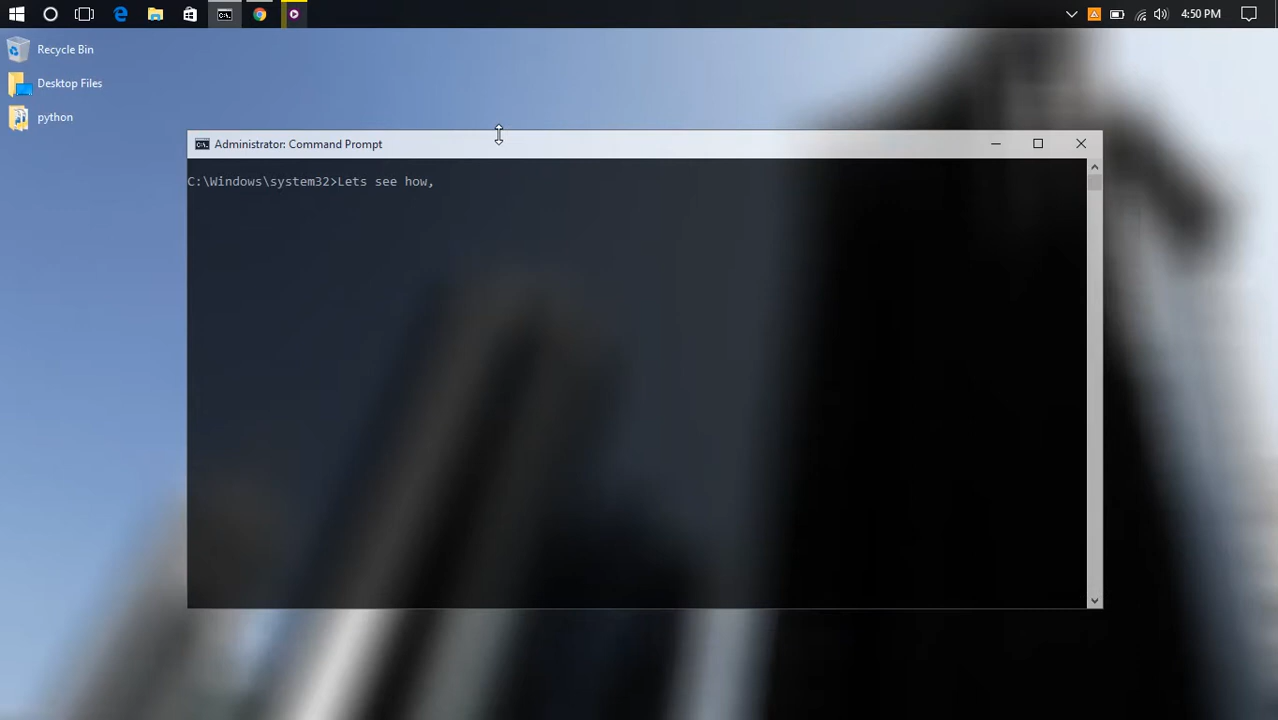 4:50 PM
Recycle Bin
Desktop Files
python
Administrator: Command Prompt
C:\Windows\system32>Lets see how,